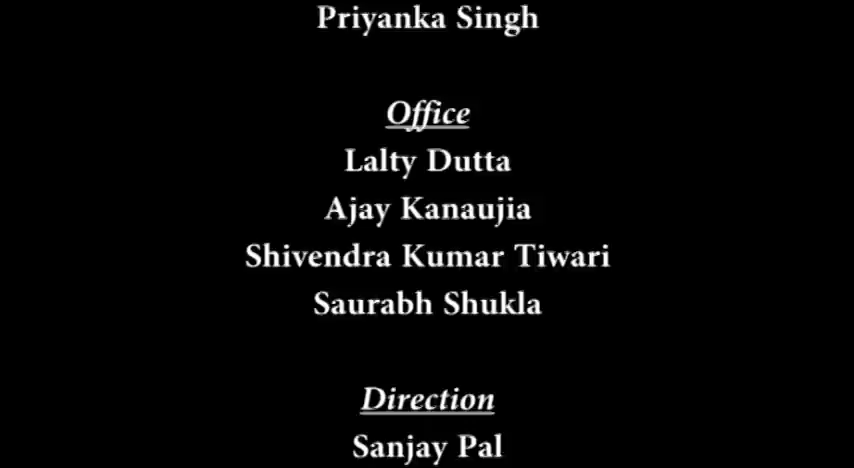 Priyanka Singh
Office
Lalty Dutta
Ajay Kanaujia
Shivendra Kumar Tiwari
Saurabh Shukla
Direction
Sanjay Pal